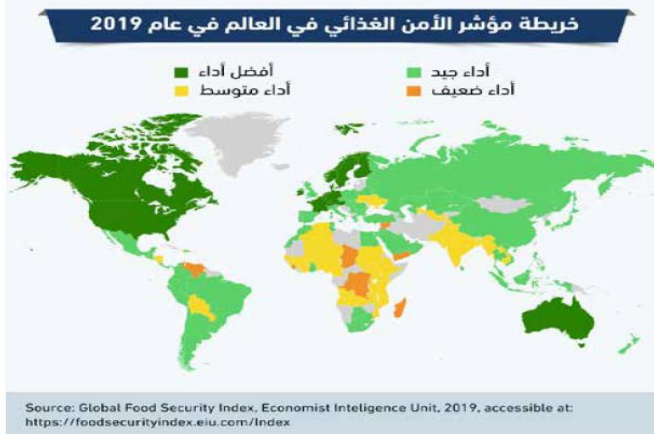 خريطة مؤشر الأمن الغذائي في العالم في عام 2019
أداء جيد
أفضل أداء
أداء ضعيف
أداء متوسط
Source: Global Food Security Index, Economist Inteligence Unit, 2019, accessible at:
https://foodsecurityindex.eiu.com/Index